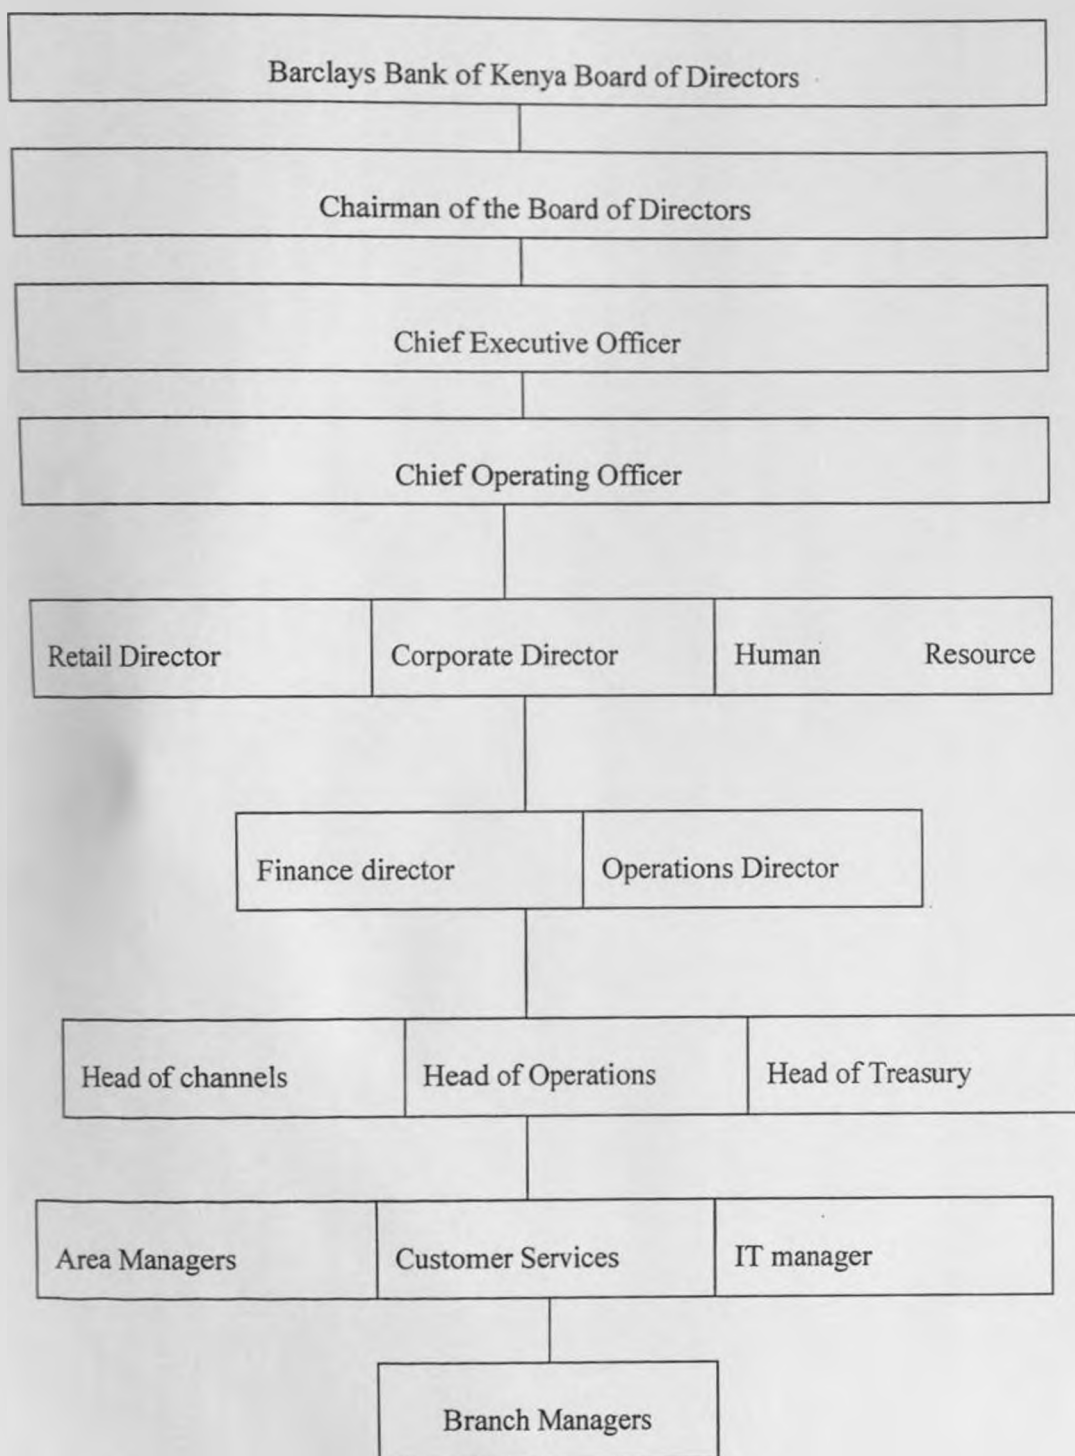 Barclays Bank of Kenya Board of Directors
Chairman of the Board of Directors
Chief Executive Officer
Chief Operating Officer
Retail Director
Corporate Director
Human Resource
Finance director
Operations Director
Head of channels
Head of Operations
Head of Treasury
Area Managers
Customer Services
IT manager
Branch Managers